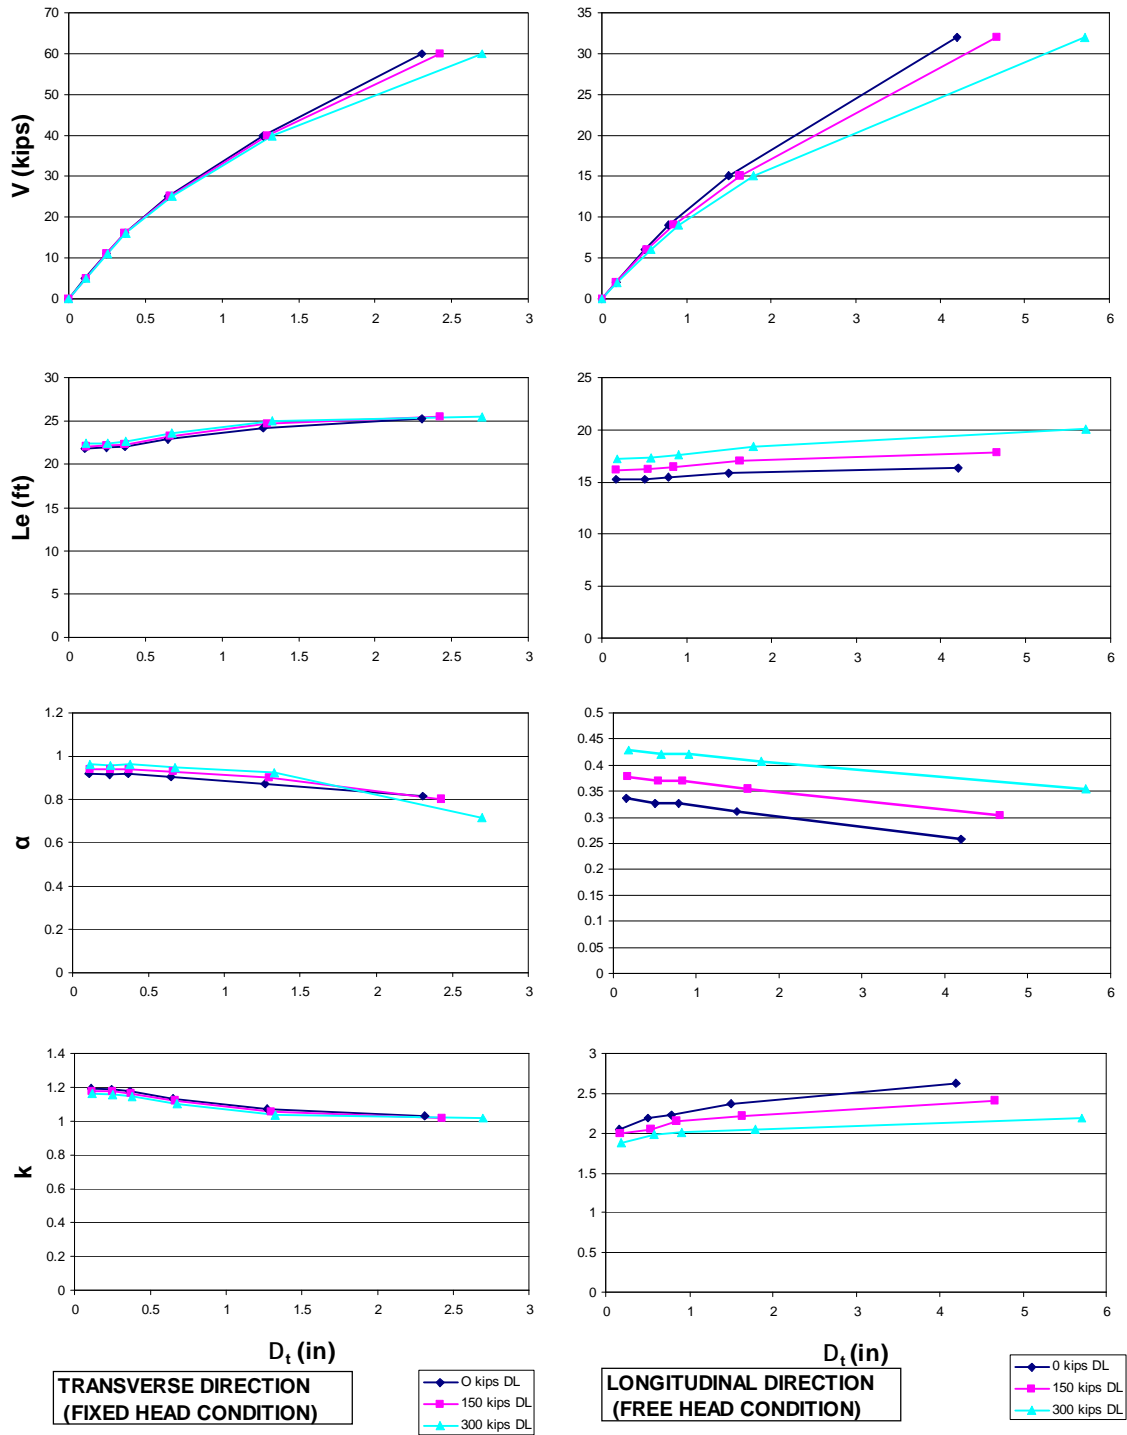 70
60
50
40
30
20
10
0
0 0.5 1 1.5 2 2.5 3
V (kips)
35
30
25
20
15
10
5
0
0 1 2 3 4 5 6
30
25
20
15
10
5
0
0 0.5 1 1.5 2 2.5 3
Le (ft)
25
20
15
10
5
0
0 1 2 3 4 5 6
1.2
1
0.8
0.6
0.4
0.2
0
0 0.5 1 1.5 2 2.5 3
α
0.5
0.45
0.4
0.35
0.3
0.25
0.2
0.15
0.1
0.05
0
0 1 2 3 4 5 6
1.4
1.2
1
0.8
0.6
0.4
0.2
0
0 0.5 1 1.5 2 2.5 3
k
3
2.5
2
1.5
1
0.5
0
0 1 2 3 4 5 6
Dt (in)
Dt (in)
TRANSVERSE DIRECTION
(FIXED HEAD CONDITION)
O kips DL
150 kips DL
300 kips DL
LONGITUDINAL DIRECTION
(FREE HEAD CONDITION)
0 kips DL
150 kips DL
300 kips DL